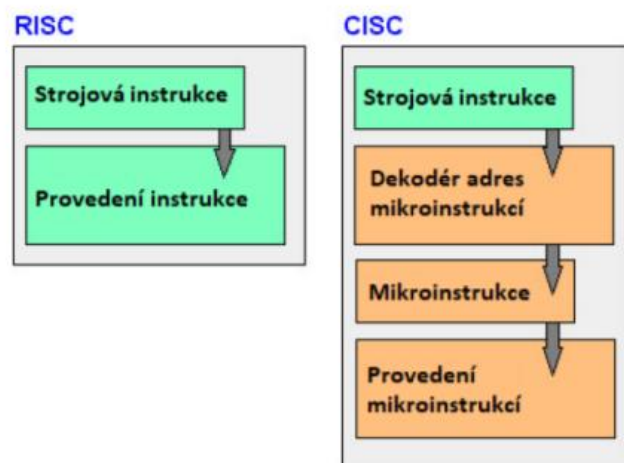 RISC
Strojová instrukce
Provedení instrukce
CISC
Strojová instrukce
Dekodér adres
mikroinstrukcí
Mikroinstrukce
Provedení
mikroinstrukcí